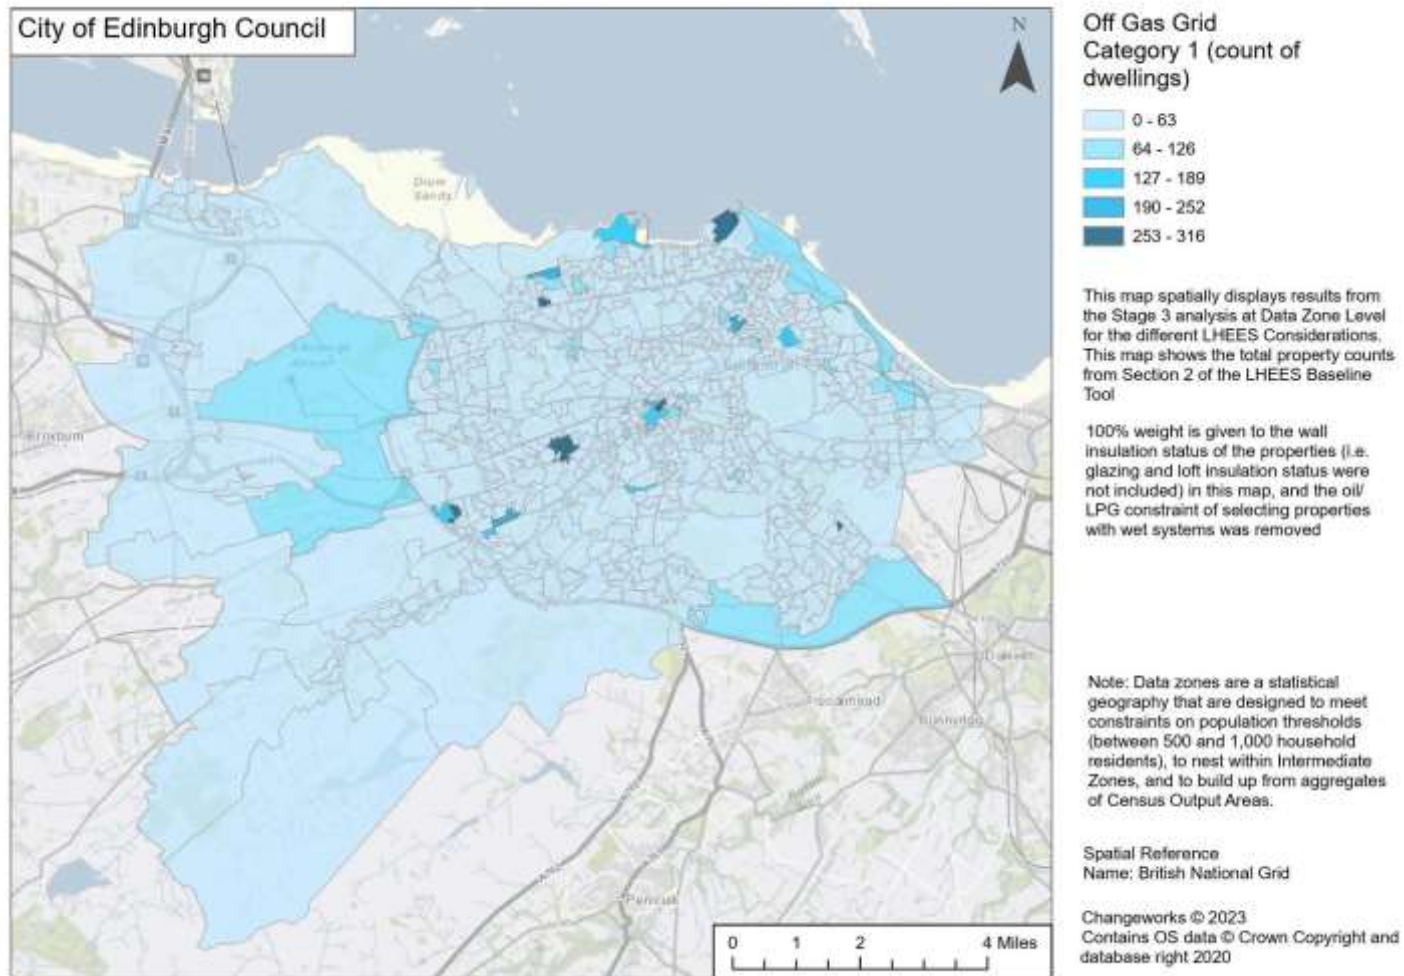 City of Edinburgh Council
N
Drum
Sands
Penicuik
0 1 2 4 Miles
Off Gas Grid
Category 1 (count of
dwellings)
0 - 63
64 - 126
127 - 189
190 - 252
253 - 316
This map spatially displays results from
the Stage 3 analysis at Data Zone Level
for the different LHEES Considerations.
This map shows the total property counts
from Section 2 of the LHEES Baseline
Tool
100% weight is given to the wall
insulation status of the properties (i.e.
glazing and loft insulation status were
not included) in this map, and the oil/
LPG constraint of selecting properties
with wet systems was removed
Note: Data zones are a statistical
geography that are designed to meet
constraints on population thresholds
(between 500 and 1,000 household
residents), to nest within Intermediate
Zones, and to build up from aggregates
of Census Output Areas.
Spatial Reference
Name: British National Grid
Changeworks © 2023
Contains OS data © Crown Copyright and
database right 2020